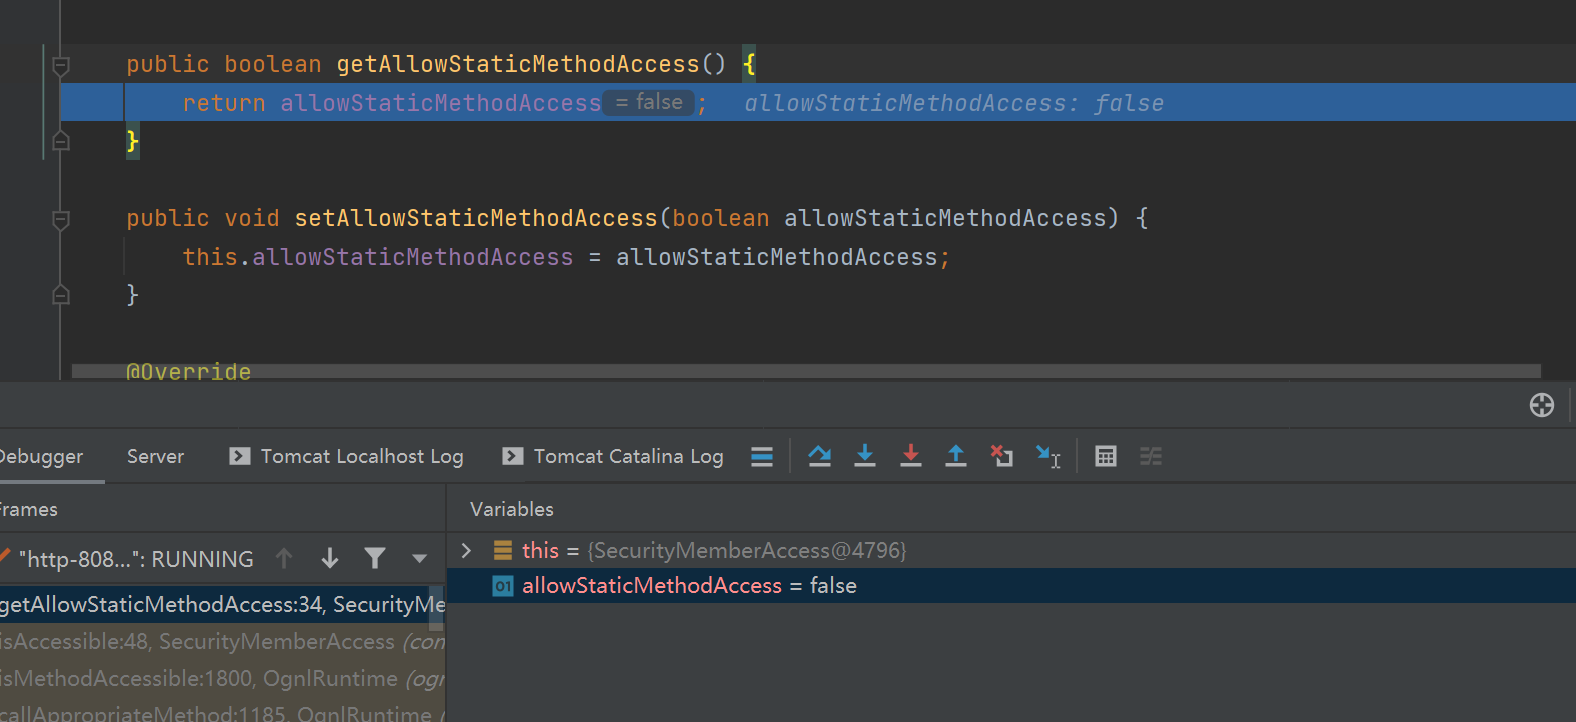 public boolean getAllowStaticMethodAccess() {
return allowStaticMethodAccess = false ; allowStaticMethodAccess: false
}
public void setAllowStaticMethodAccess(boolean allowStaticMethodAccess) {
this.allowStaticMethodAccess = allowStaticMethodAccess;
}
@Override
Debugger Server Tomcat Localhost Log Tomcat Catalina Log
Frames Variables
"http-808...": RUNNING
this = {SecurityMemberAccess@4796}
01 allowStaticMethodAccess = false
getAllowStaticMethodAccess:34, SecurityMe
isAccessible:48, SecurityMemberAccess (con
isMethodAccessible:1800, OgnlRuntime (ogn
callAppropriateMethod:1185, OgnlRuntime (